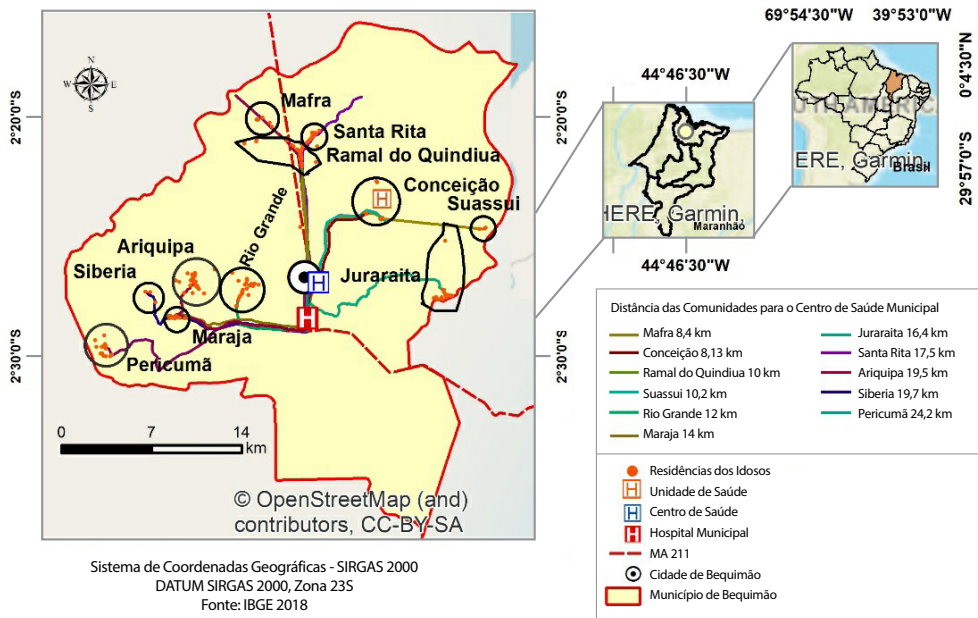 69°54'30"W 39°53'0"W
44°46'30"W
N
W E
S
2°20'0"S
Mafra
Santa Rita
Ramal do Quindiua
Conceição
H
Suassui
Rio Grande
Ariquipa
Siberia
Juraraita
H
H
Maraja
Pericumã
2°30'0"S
0 7 14
km
© OpenStreetMap (and)
contributors, CC-BY-SA
HERE, Garmin,
Maranhão
44°46'30"W
SOUTH AMERIC
ERE, Garmin,
Brasil
0°4'30"N
29°57'0"S
Distância das Comunidades para o Centro de Saúde Municipal
Mafra 8,4 km
Conceição 8,13 km
Ramal do Quindiua 10 km
Suassui 10,2 km
Rio Grande 12 km
Maraja 14 km
Juraraita 16,4 km
Santa Rita 17,5 km
Ariquipa 19,5 km
Siberia 19,7 km
Pericumã 24,2 km
Residências dos Idosos
H Unidade de Saúde
H Centro de Saúde
H Hospital Municipal
MA 211
Cidade de Bequimão
Município de Bequimão
Sistema de Coordenadas Geográficas - SIRGAS 2000
DATUM SIRGAS 2000, Zona 23S
Fonte: IBGE 2018